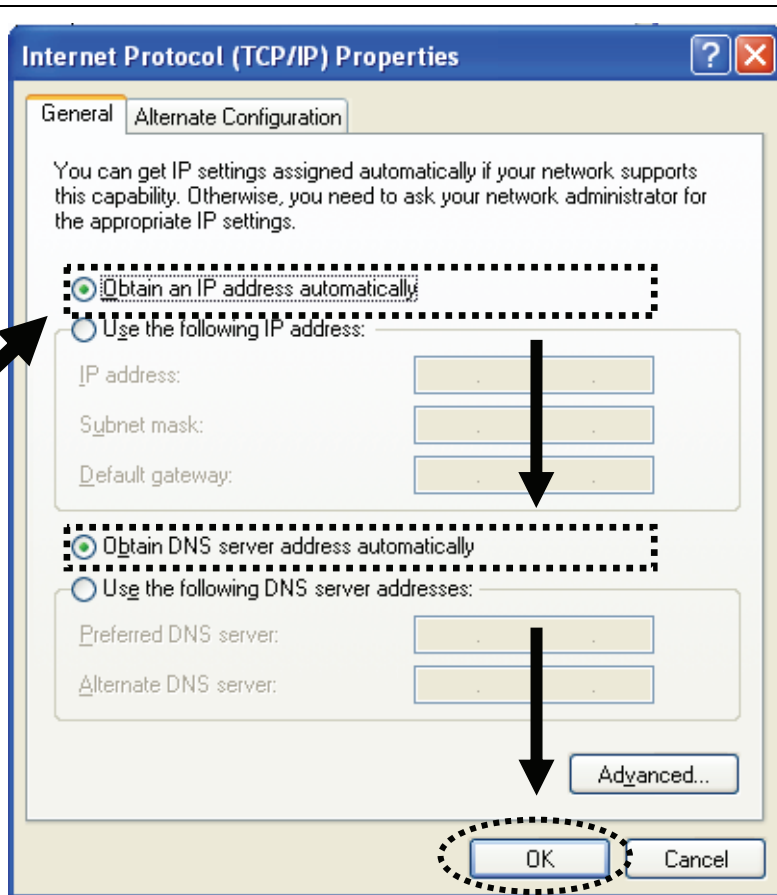 Internet Protocol (TCP/IP) Properties
General
Alternate Configuration
You can get IP settings assigned automatically if your network supports
this capability. Otherwise, you need to ask your network administrator for
the appropriate IP settings.
Obtain an IP address automatically
Use the following IP address:
IP address:
Subnet mask:
Default gateway:
Obtain DNS server address automatically
Use the following DNS server addresses:
Preferred DNS server:
Alternate DNS server:
Advanced...
OK
Cancel